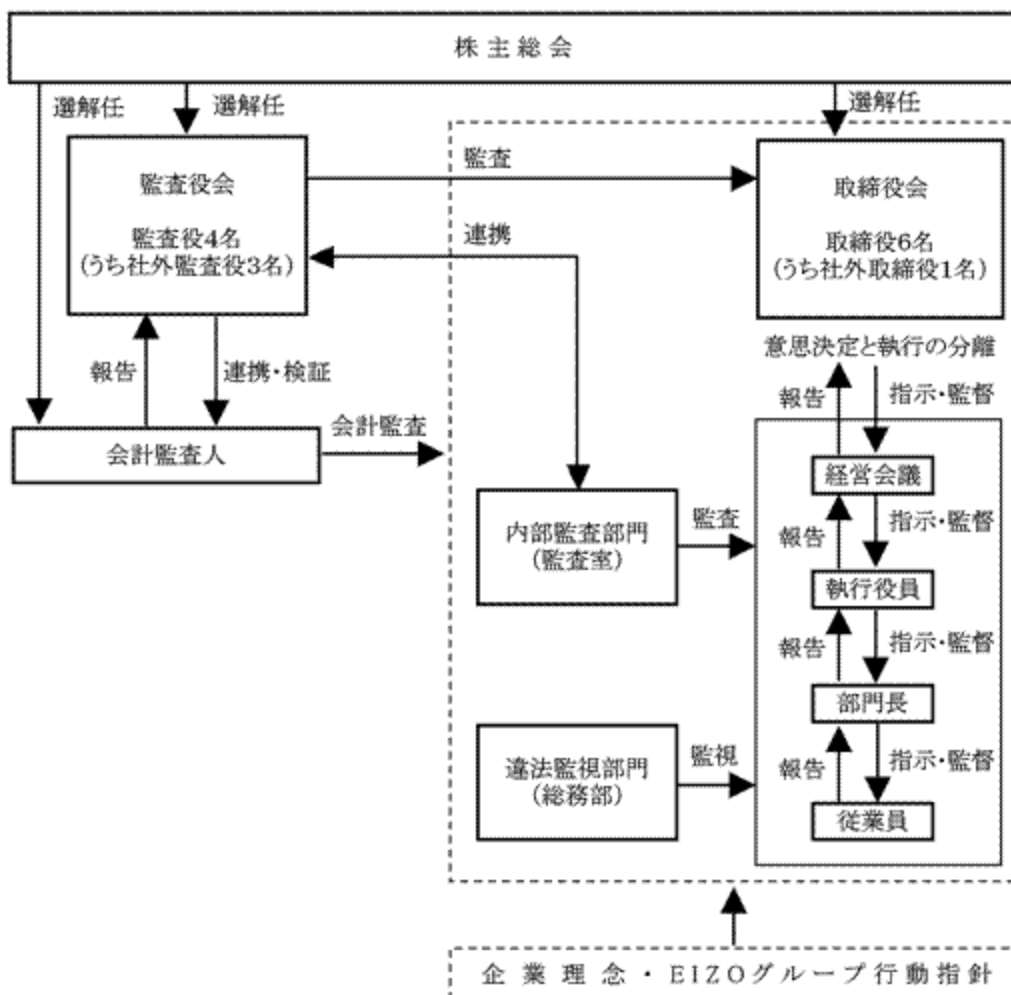 株主総会
選解任
選解任
選解任
監査役会
監査役4名
(うち社外監査役3名)
監査
連携
取締役会
取締役6名
(うち社外取締役1名)
意思決定と執行の分離
報告
連携・検証
報告
指示・監督
会計監査人
会計監査
経営会議
内部監査部門
(監査室)
監査
報告
指示・監督
執行役員
報告
指示・監督
部門長
違法監視部門
(総務部)
監視
報告
指示・監督
従業員
企業理念・EIZOグループ行動指針